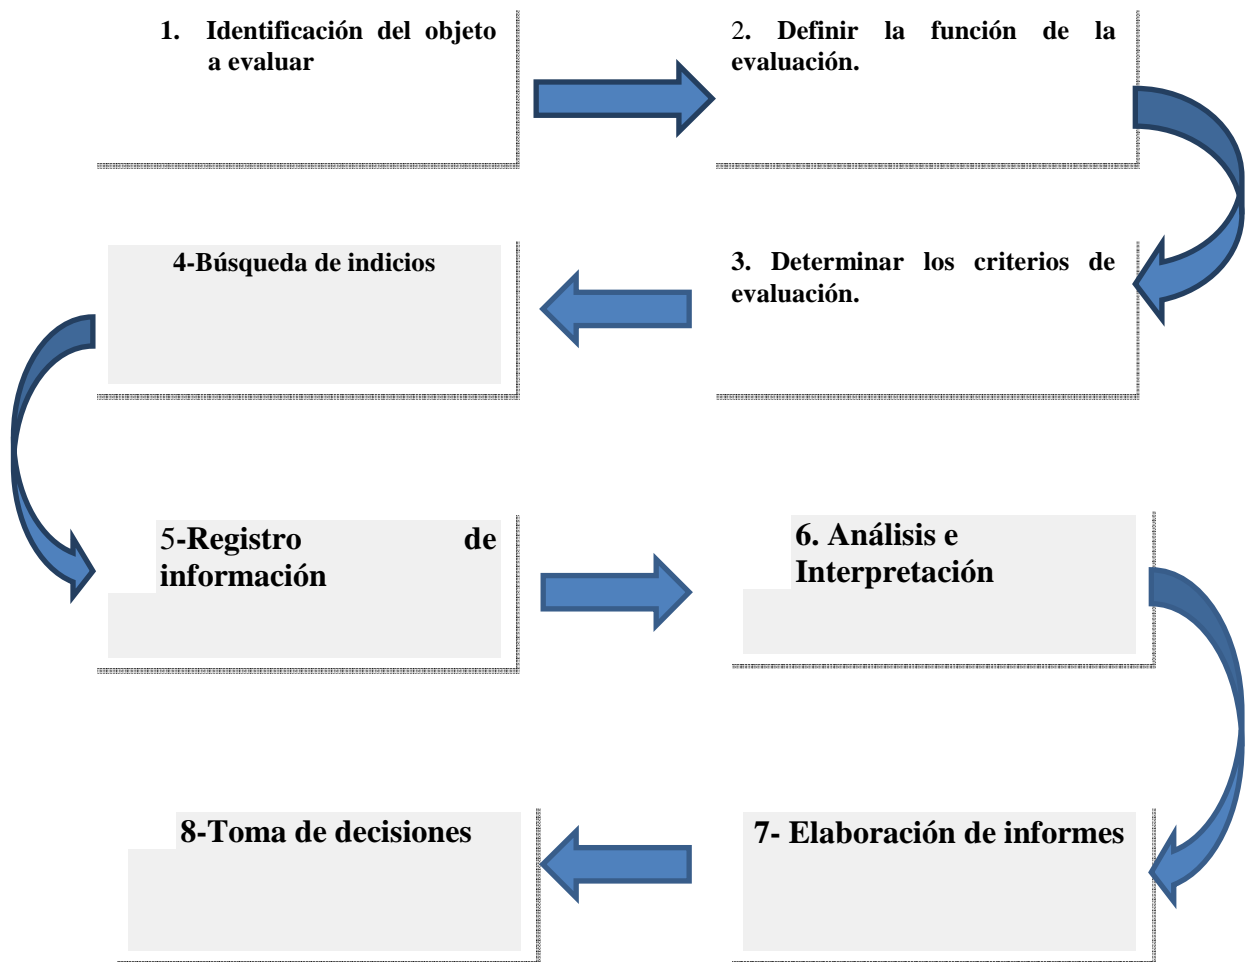 1. Identificación del objeto
a evaluar
2. Definir la función de la
evaluación.
3. Determinar los criterios de
evaluación.
4-Búsqueda de indicios
5-Registro de
información
6. Análisis e
Interpretación
7- Elaboración de informes
8-Toma de decisiones